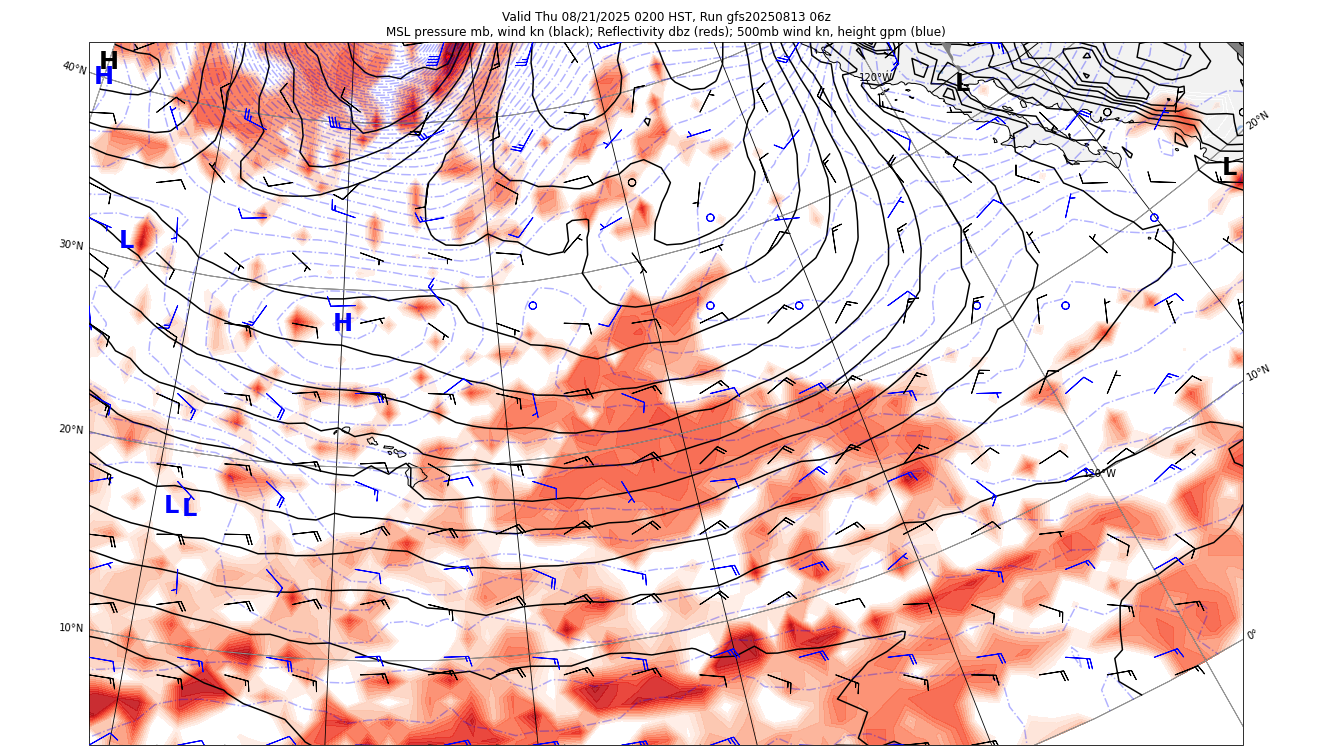 Valid Thu 08/21/2025 0200 HST, Run gfs20250813 06z
MSL pressure mb, wind kn (black); Reflectivity dbz (reds); 500mb wind kn, height gpm (blue)
H
H
40°N
120°W
L
20°N
L
L
30°N
H
10°N
20°N
120°W
L L
10°N
0°